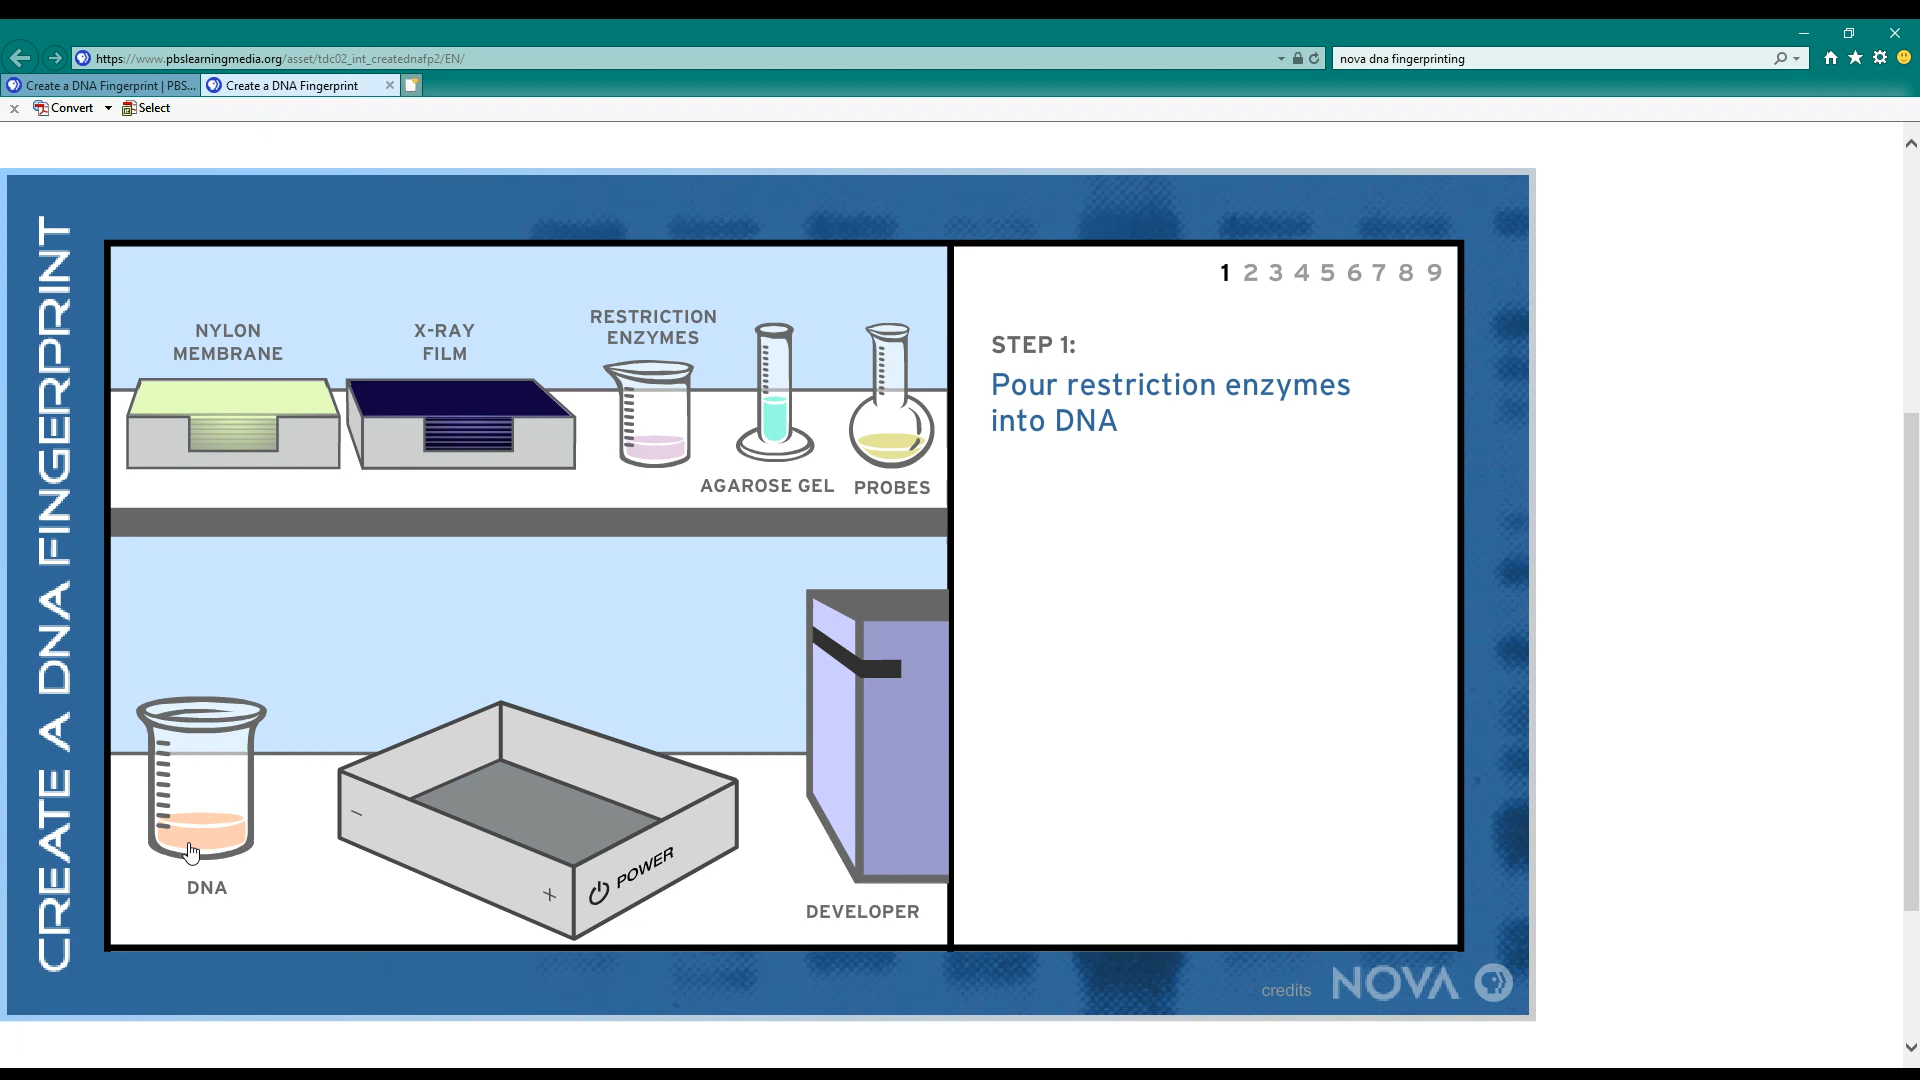 https://www.pbslearningmedia.org/asset/tdc02_int_creatednafp2/EN/
nova dna fingerprinting
Create a DNA Fingerprint | PBS...
Create a DNA Fingerprint
x Convert Select
CREATE A DNA FINGERPRINT
NYLON
MEMBRANE
X-RAY
FILM
RESTRICTION
ENZYMES
AGAROSE GEL
PROBES
DNA
− +
POWER
DEVELOPER
1 2 3 4 5 6 7 8 9
STEP 1:
Pour restriction enzymes
into DNA
credits NOVA